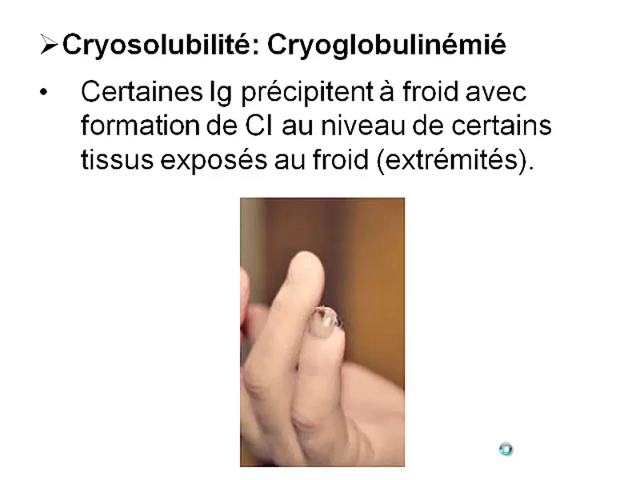 ➢Cryosolubilité: Cryoglobulinémié
• Certaines Ig précipitent à froid avec
formation de CI au niveau de certains
tissus exposés au froid (extrémités).